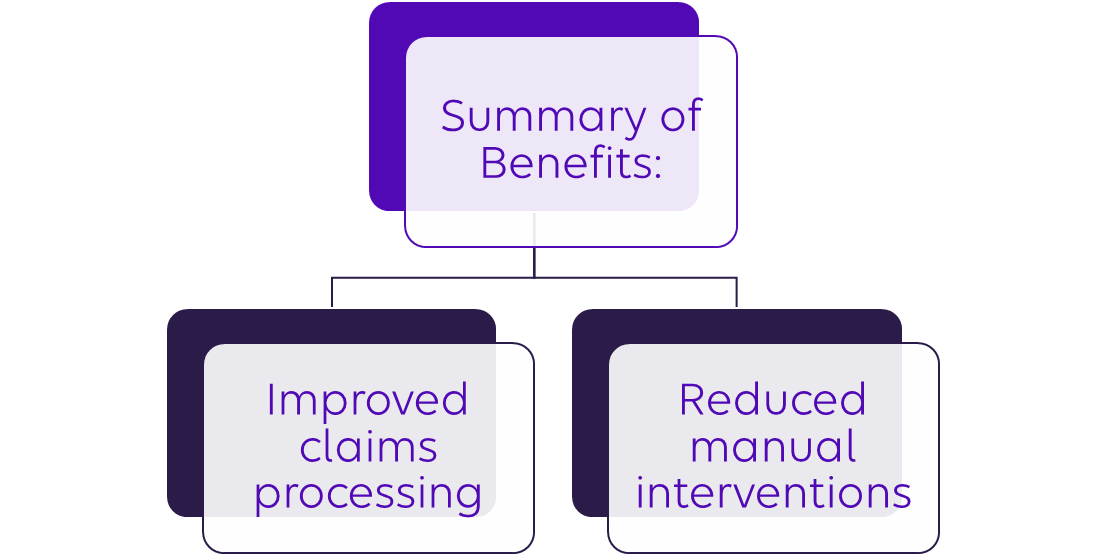 Summary of
Benefits:
Improved
claims
processing
Reduced
manual
interventions